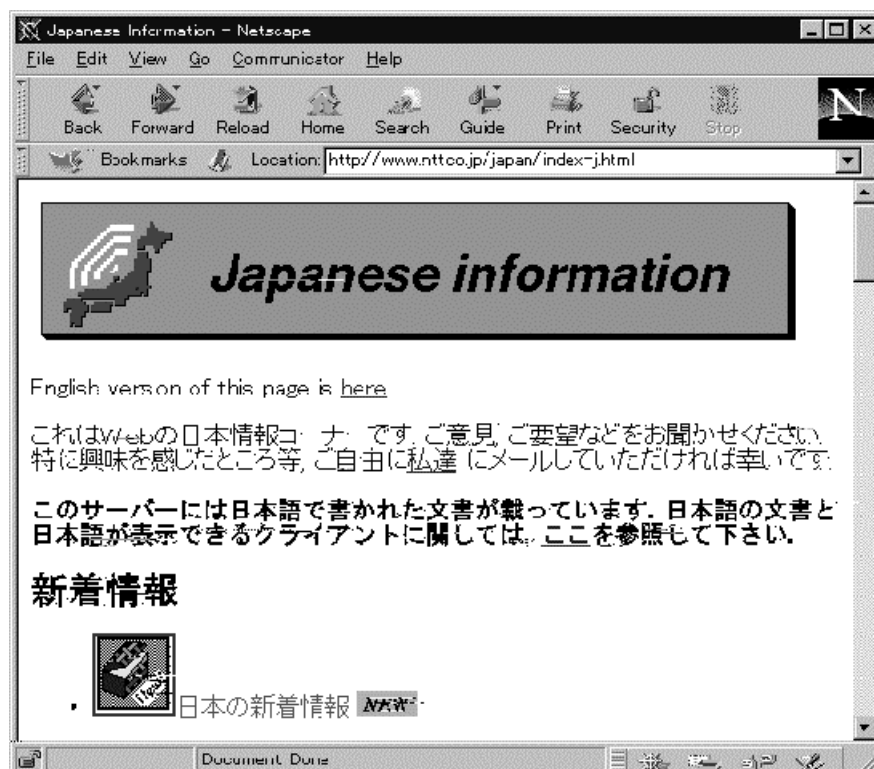 Japanese Information - Netscape
File Edit View Go Communicator Help
Back Forward Reload Home Search Guide Print Security Stop
N
Bookmarks Location: http://www.nttco.jp/japan/index-j.html
Japanese information
English version of this page is here
これはWebの日本情報コーナーです. ご意見, ご要望などをお聞かせください.
特に興味を感じたところ等, ご自由に私達 にメールしていただければ幸いです.
このサーバーには日本語で書かれた文書が載っています. 日本語の文書と
日本語が表示できるクライアントに関しては, ここを参照して下さい.
新着情報
日本の新着情報 NEW
Document: Done